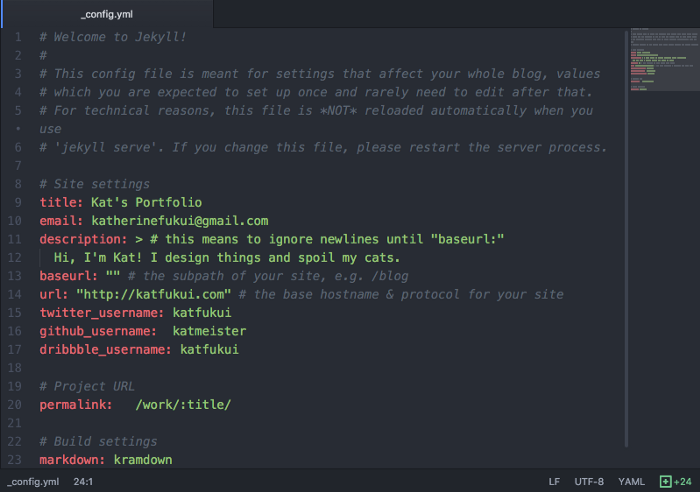 _config.yml
1 # Welcome to Jekyll!
2 #
3 # This config file is meant for settings that affect your whole blog, values
4 # which you are expected to set up once and rarely need to edit after that.
5 # For technical reasons, this file is *NOT* reloaded automatically when you
• use
6 # 'jekyll serve'. If you change this file, please restart the server process.
7
8 # Site settings
9 title: Kat's Portfolio
10 email: katherinefukui@gmail.com
11 description: > # this means to ignore newlines until "baseurl:"
12 Hi, I'm Kat! I design things and spoil my cats.
13 baseurl: "" # the subpath of your site, e.g. /blog
14 url: "http://katfukui.com" # the base hostname & protocol for your site
15 twitter_username: katfukui
16 github_username:  katmeister
17 dribbble_username: katfukui
18
19 # Project URL
20 permalink:   /work/:title/
21
22 # Build settings
23 markdown: kramdown
_config.yml 24:1 LF UTF-8 YAML +24